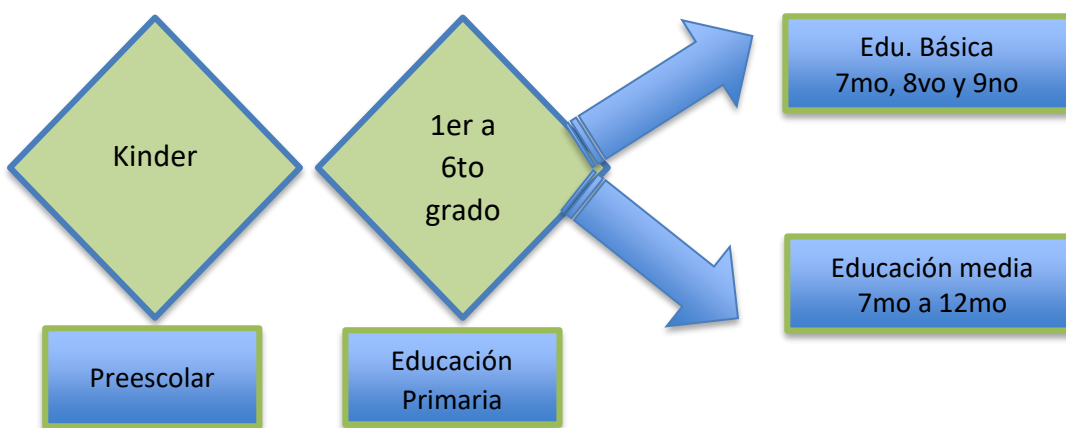 Kinder
Preescolar
1er a
6to
grado
Educación
Primaria
Edu. Básica
7mo, 8vo y 9no
Educación media
7mo a 12mo